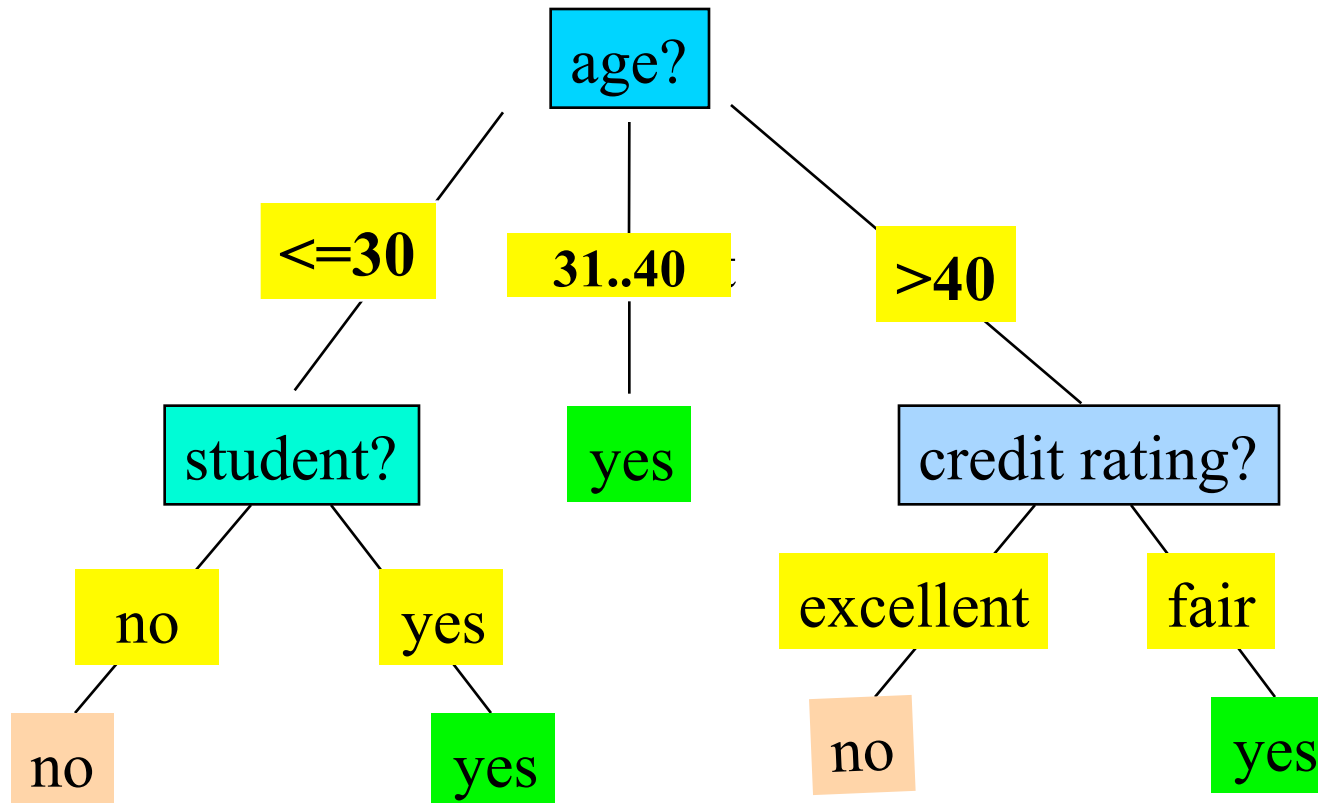 age?
<=30
31..40
>40
student?
yes
credit rating?
no
yes
excellent
fair
no
yes
no
yes